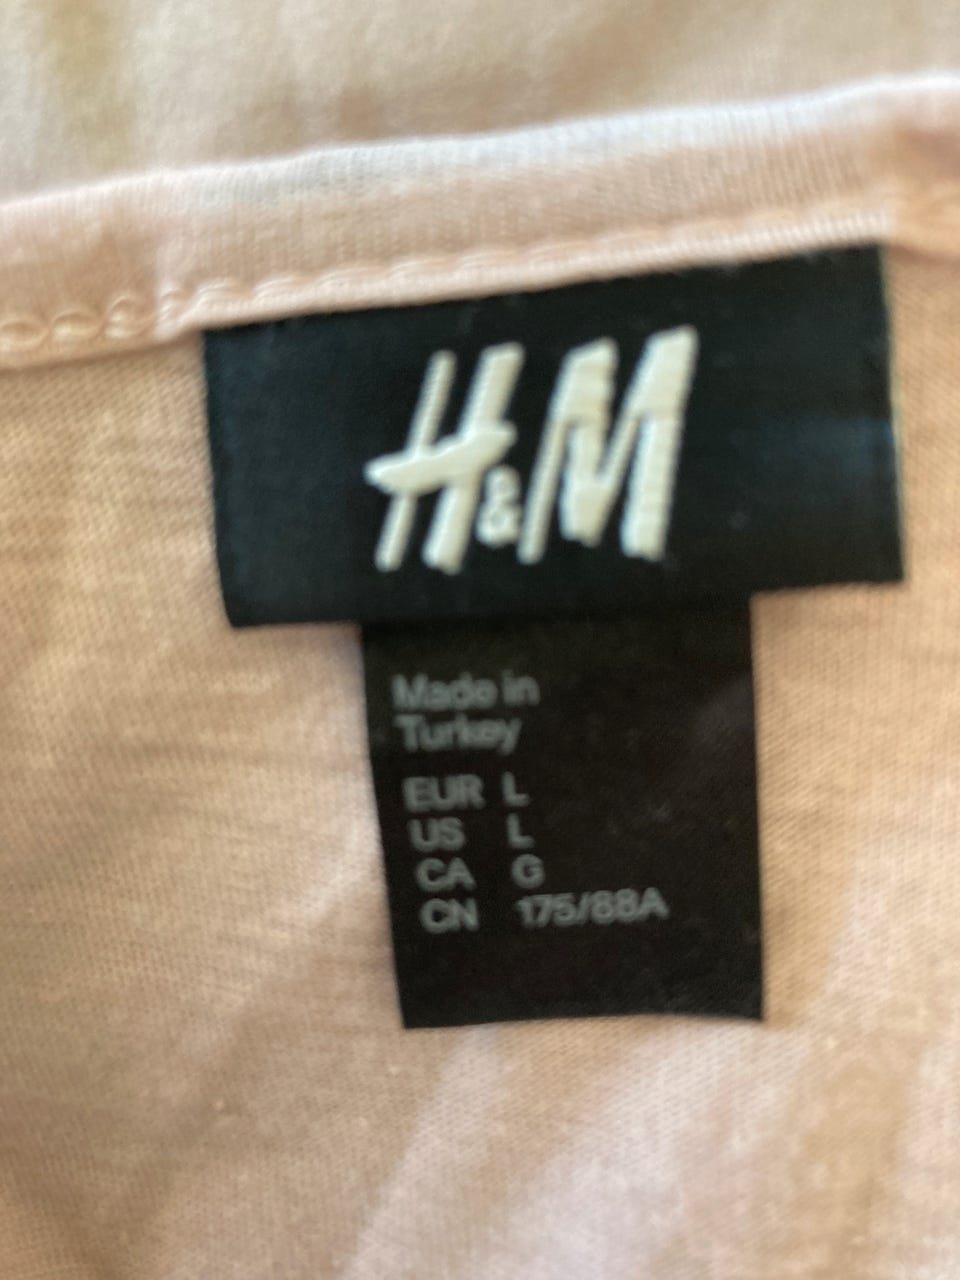 H&M
Made in
Turkey
EUR L
US L
CA G
CN 175/88A